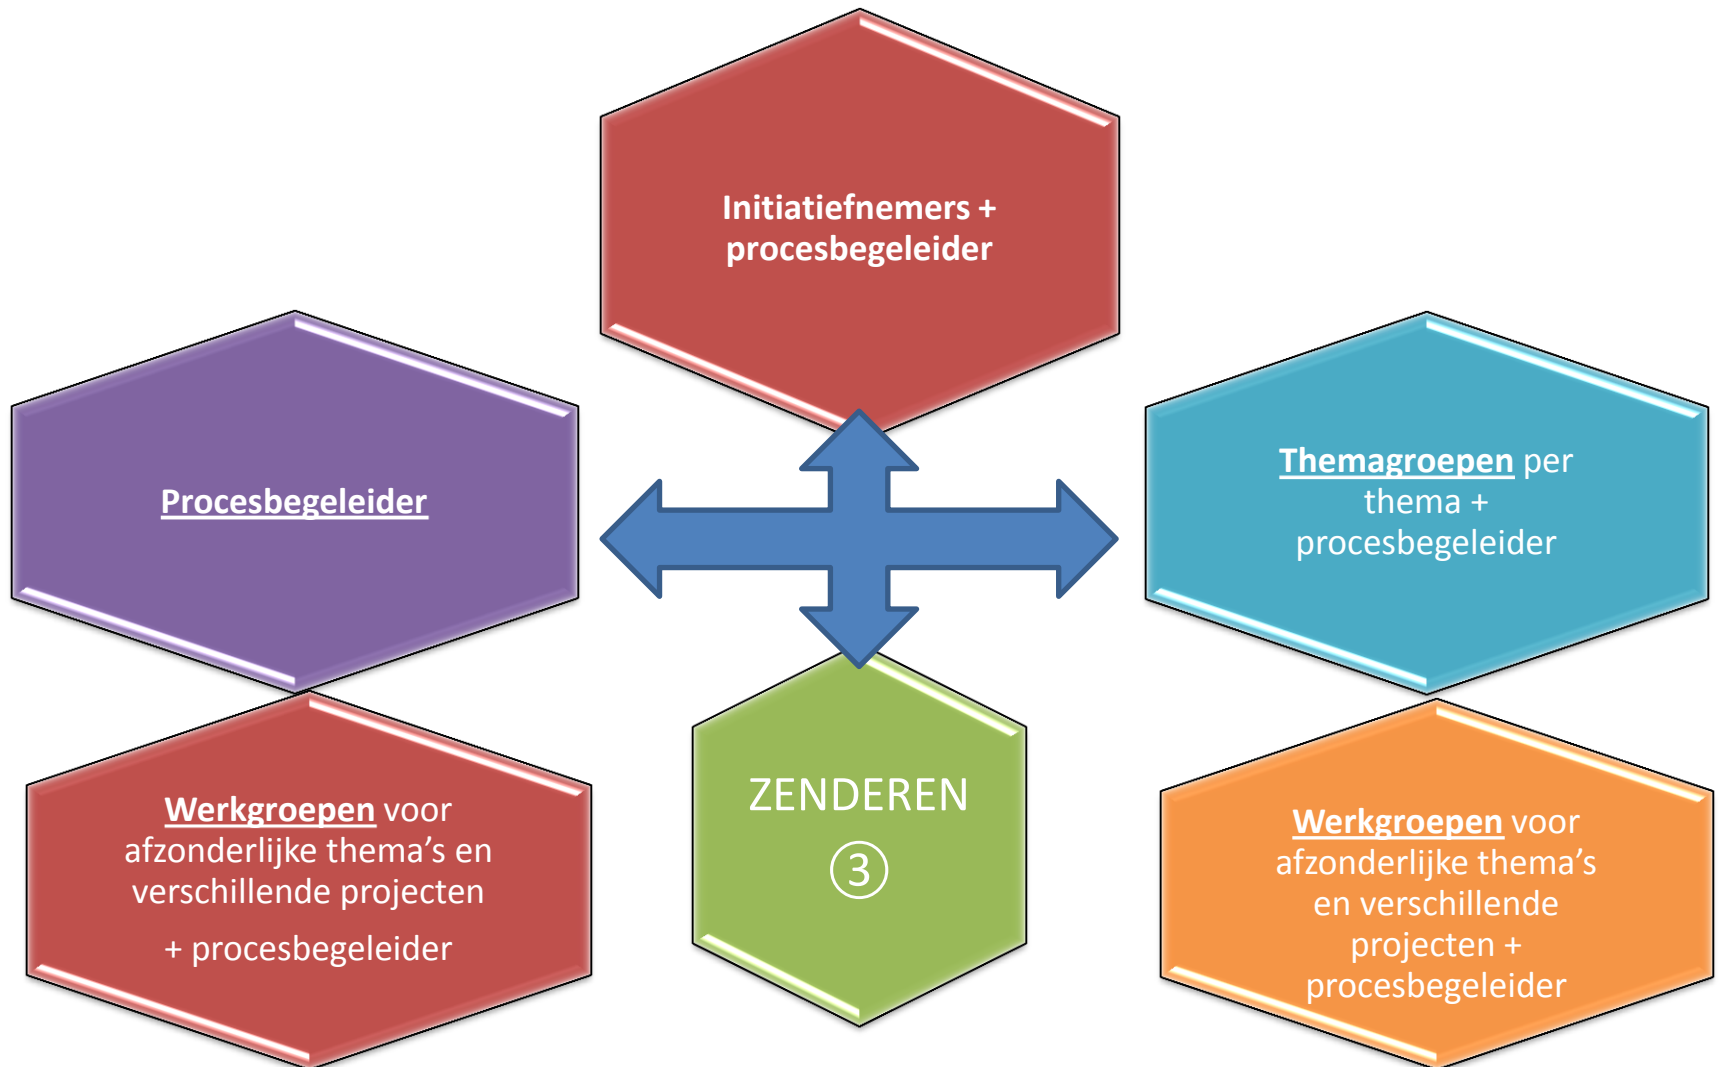 Initiatiefnemers +
procesbegeleider
Procesbegeleider
Themagroepen per
thema +
procesbegeleider
Werkgroepen voor
afzonderlijke thema’s en
verschillende projecten
+ procesbegeleider
ZENDEREN
③
Werkgroepen voor
afzonderlijke thema’s
en verschillende
projecten +
procesbegeleider